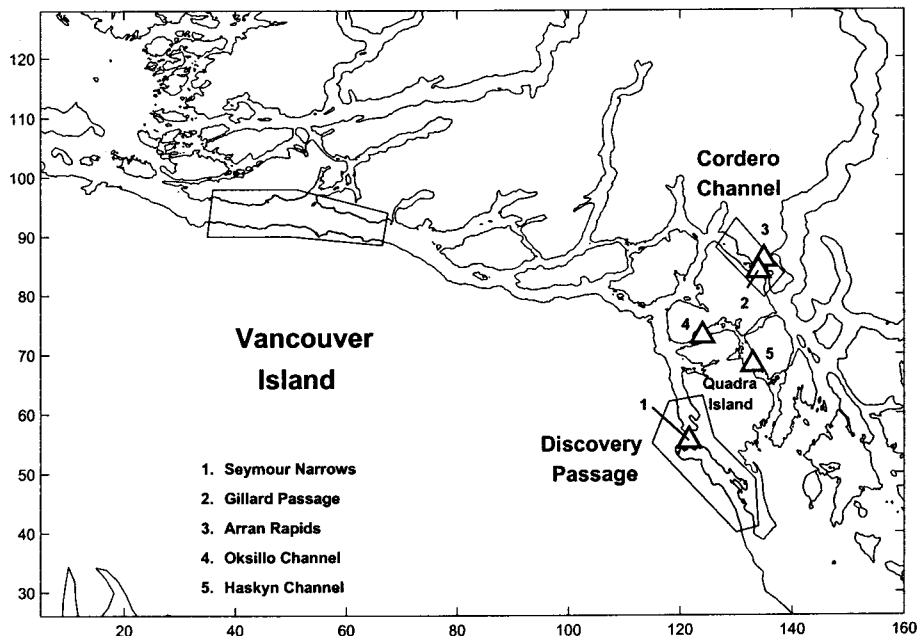 120
110
100
90
80
70
60
50
40
30
20
40
60
80
100
120
140
160
Cordero
Channel
3
2
4
5
Quadra
Island
1
Vancouver
Island
Discovery
Passage
1. Seymour Narrows
2. Gillard Passage
3. Arran Rapids
4. Oksillo Channel
5. Haskyn Channel